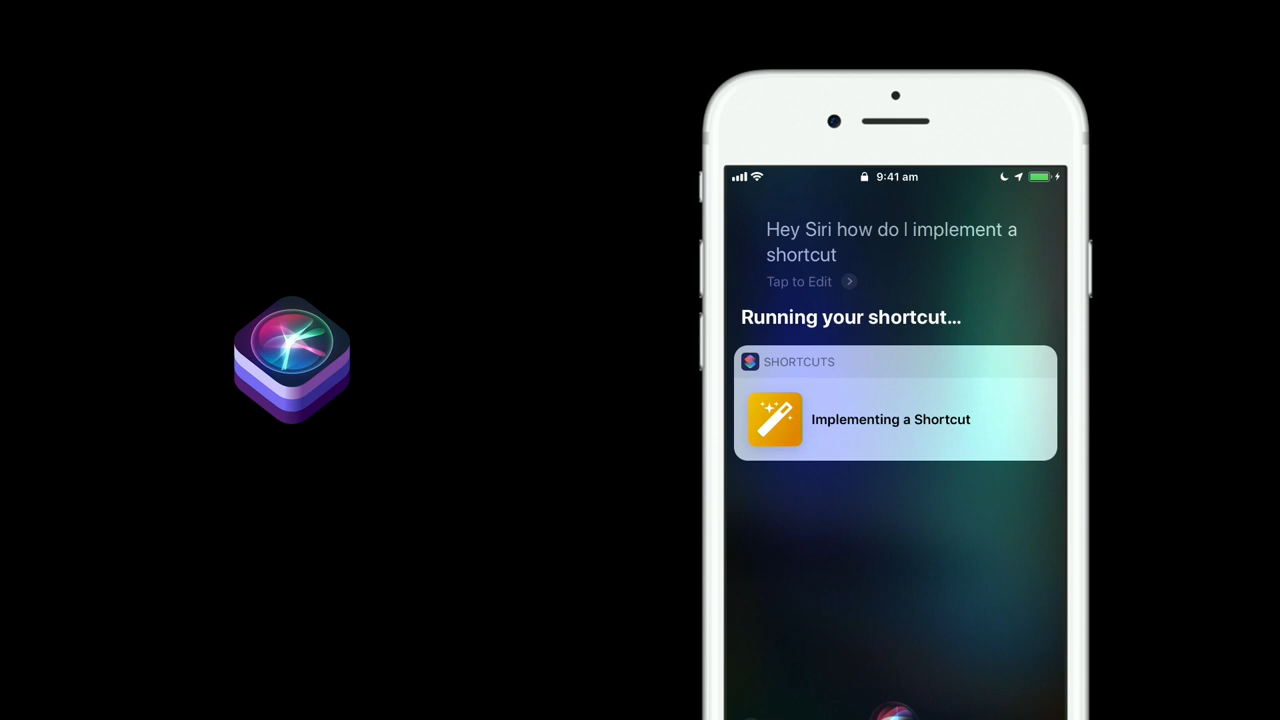 9:41 am
Hey Siri how do I implement a
shortcut
Tap to Edit
Running your shortcut...
SHORTCUTS
Implementing a Shortcut